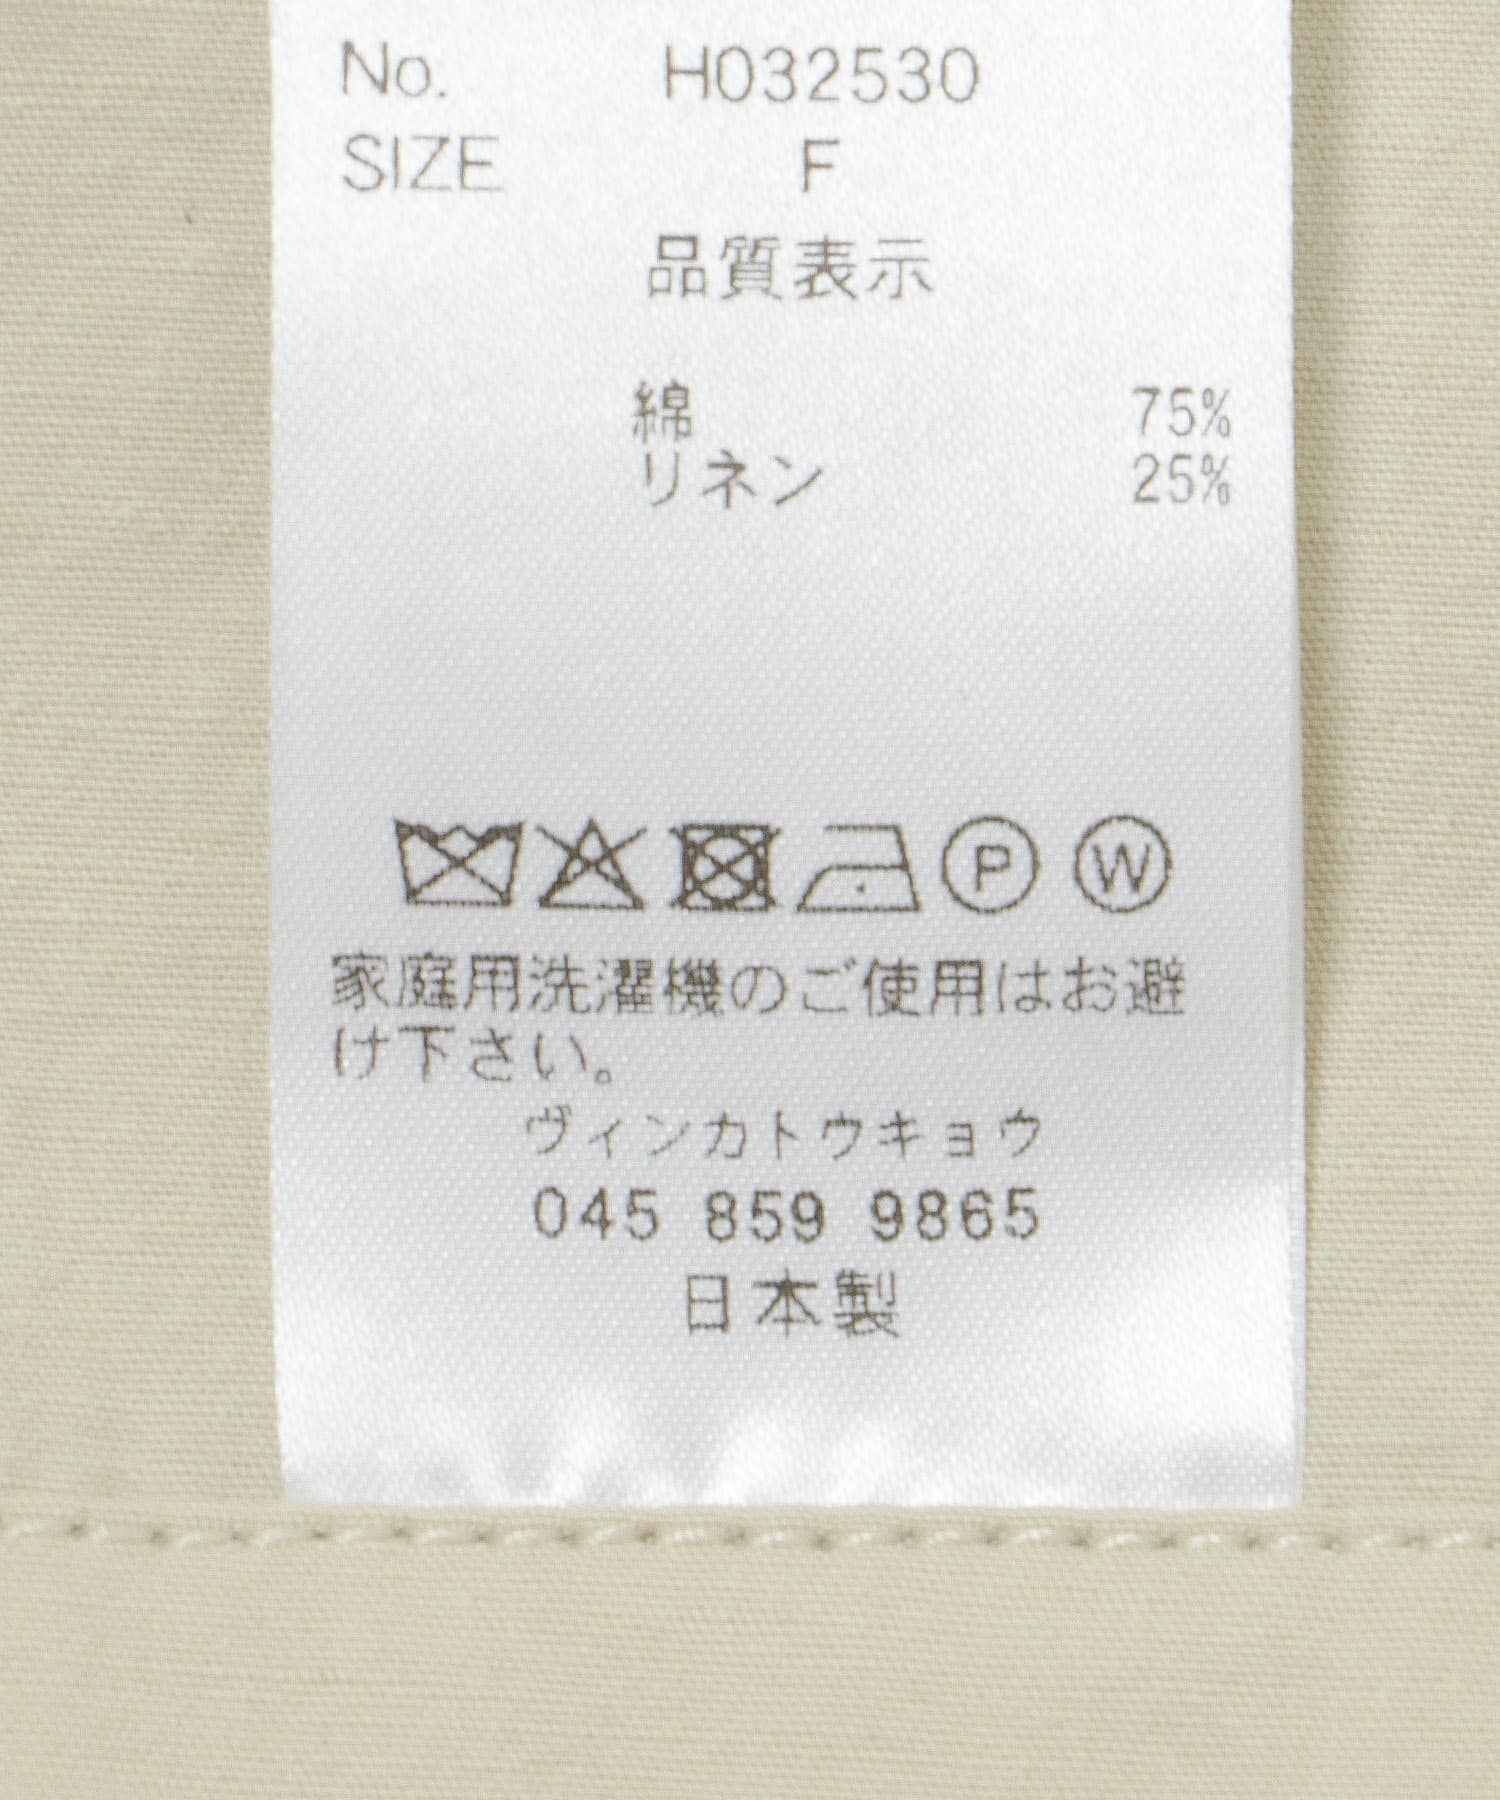 No. H032530
SIZE F
品質表示
綿 75%
リネン 25%
P W
家庭用洗濯機のご使用はお避
け下さい。
ヴィンカトウキョウ
045 859 9865
日本製